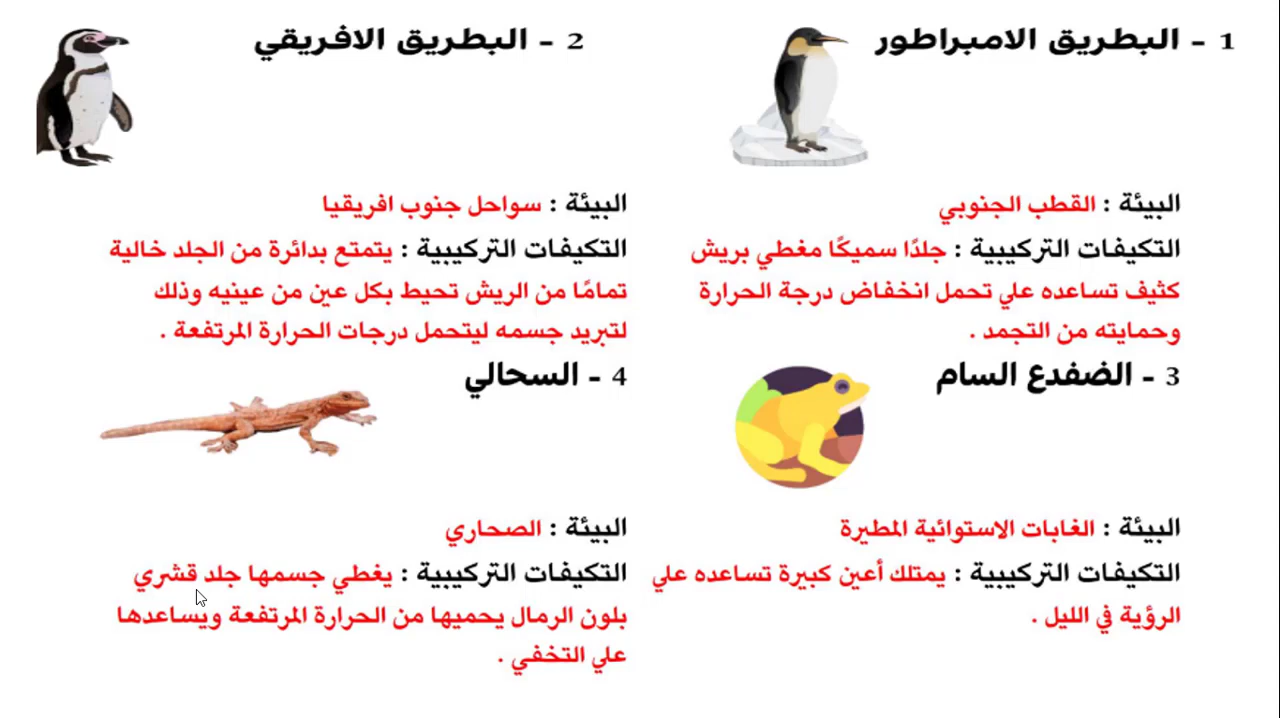 1 - البطريق الامبراطور
البيئة : القطب الجنوبي
التكيفات التركيبية : جلدًا سميكًا مغطي بريش
كثيف تساعده علي تحمل انخفاض درجة الحرارة
وحمايته من التجمد .
2 - البطريق الافريقي
البيئة : سواحل جنوب افريقيا
التكيفات التركيبية : يتمتع بدائرة من الجلد خالية
تمامًا من الريش تحيط بكل عين من عينيه وذلك
لتبريد جسمه ليتحمل درجات الحرارة المرتفعة .
3 - الضفدع السام
البيئة : الغابات الاستوائية المطيرة
التكيفات التركيبية : يمتلك أعين كبيرة تساعده علي
الرؤية في الليل .
4 - السحالي
البيئة : الصحاري
التكيفات التركيبية : يغطي جسمها جلد قشري
بلون الرمال يحميها من الحرارة المرتفعة ويساعدها
علي التخفي .